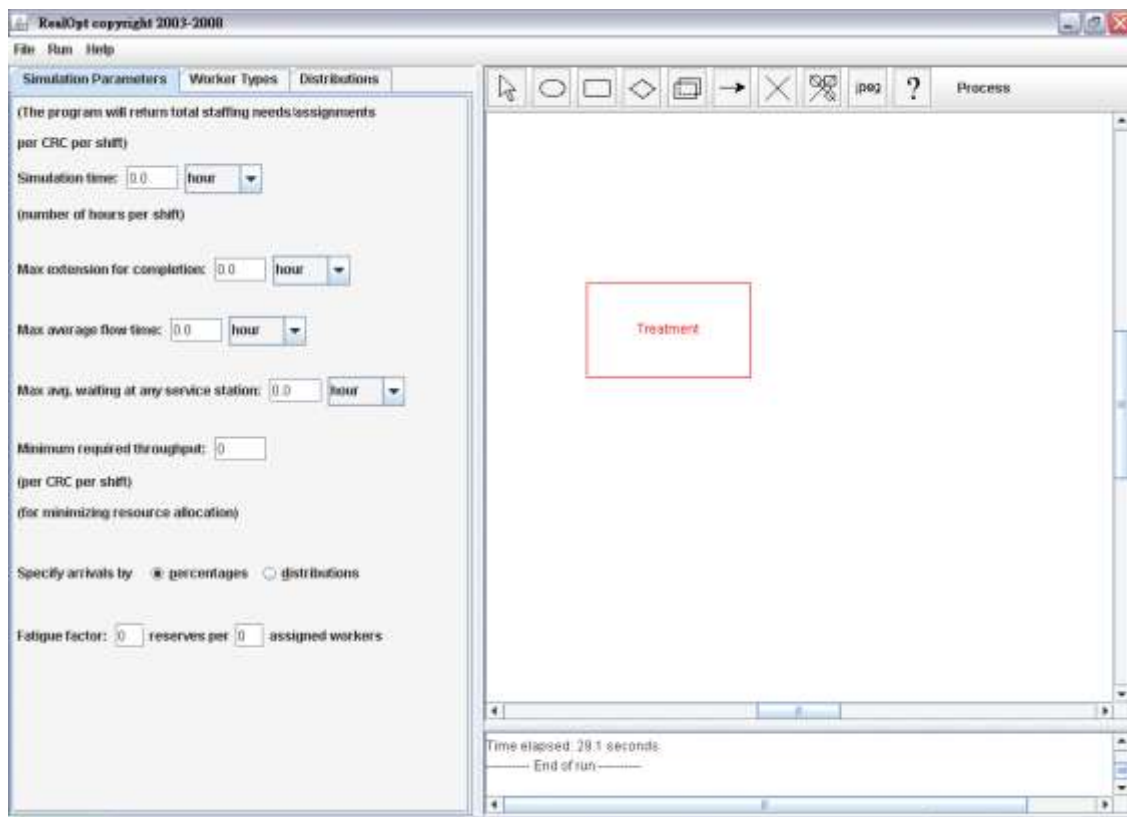 RealOpt copyright 2003-2008
File Run Help
Simulation Parameters Worker Types Distributions
jpeg ? Process
(The program will return total staffing needs/assignments
per CRC per shift)
Simulation time: 0.0 hour
(number of hours per shift)
Max extension for completion: 0.0 hour
Max average flow time: 0.0 hour
Max avg. waiting at any service station: 0.0 hour
Minimum required throughput: 0
(per CRC per shift)
(for minimizing resource allocation)
Specify arrivals by percentages distributions
Fatigue factor: 0 reserves per 0 assigned workers
Treatment
Time elapsed: 29.1 seconds
---------- End of run ----------